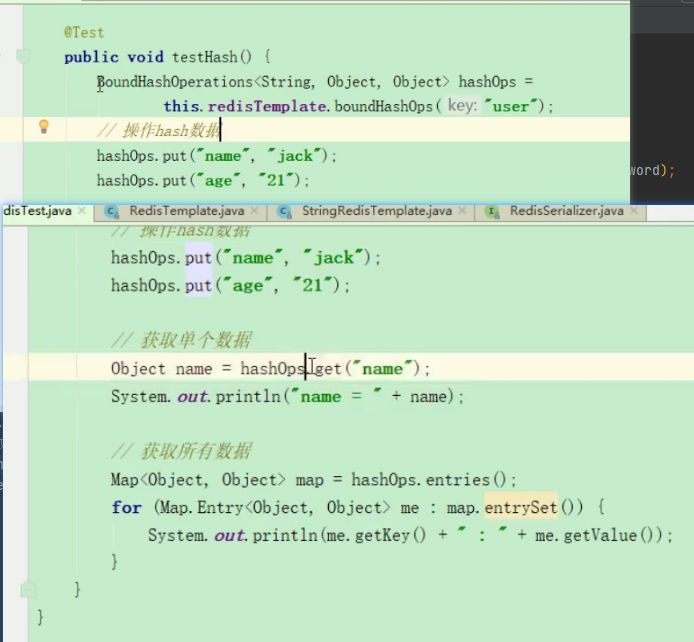 @Test
public void testHash() {
BoundHashOperations<String, Object, Object> hashOps =
this.redisTemplate.boundHashOps( key: "user");
// 操作hash数据
hashOps.put("name", "jack");
hashOps.put("age", "21");
word);
disTest.java RedisTemplate.java StringRedisTemplate.java RedisSerializer.java
// 操作hash数据
hashOps.put("name", "jack");
hashOps.put("age", "21");
// 获取单个数据
Object name = hashOps.get("name");
System.out.println("name = " + name);
// 获取所有数据
Map<Object, Object> map = hashOps.entries();
for (Map.Entry<Object, Object> me : map.entrySet()) {
System.out.println(me.getKey() + " : " + me.getValue());
}
}
}